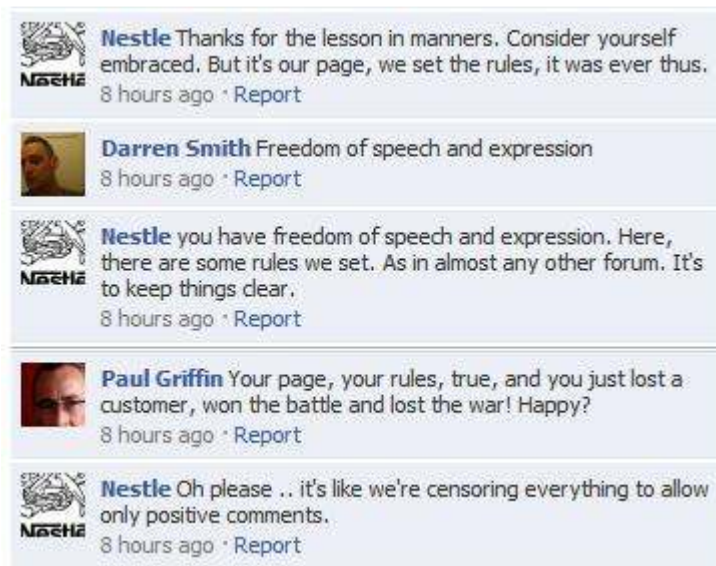 Nestle Thanks for the lesson in manners. Consider yourself
embraced. But it's our page, we set the rules, it was ever thus.
Nestlé
8 hours ago · Report
Darren Smith Freedom of speech and expression
8 hours ago · Report
Nestle you have freedom of speech and expression. Here,
there are some rules we set. As in almost any other forum. It's
Nestlé
to keep things clear.
8 hours ago · Report
Paul Griffin Your page, your rules, true, and you just lost a
customer, won the battle and lost the war! Happy?
8 hours ago · Report
Nestle Oh please .. it's like we're censoring everything to allow
only positive comments.
Nestlé
8 hours ago · Report